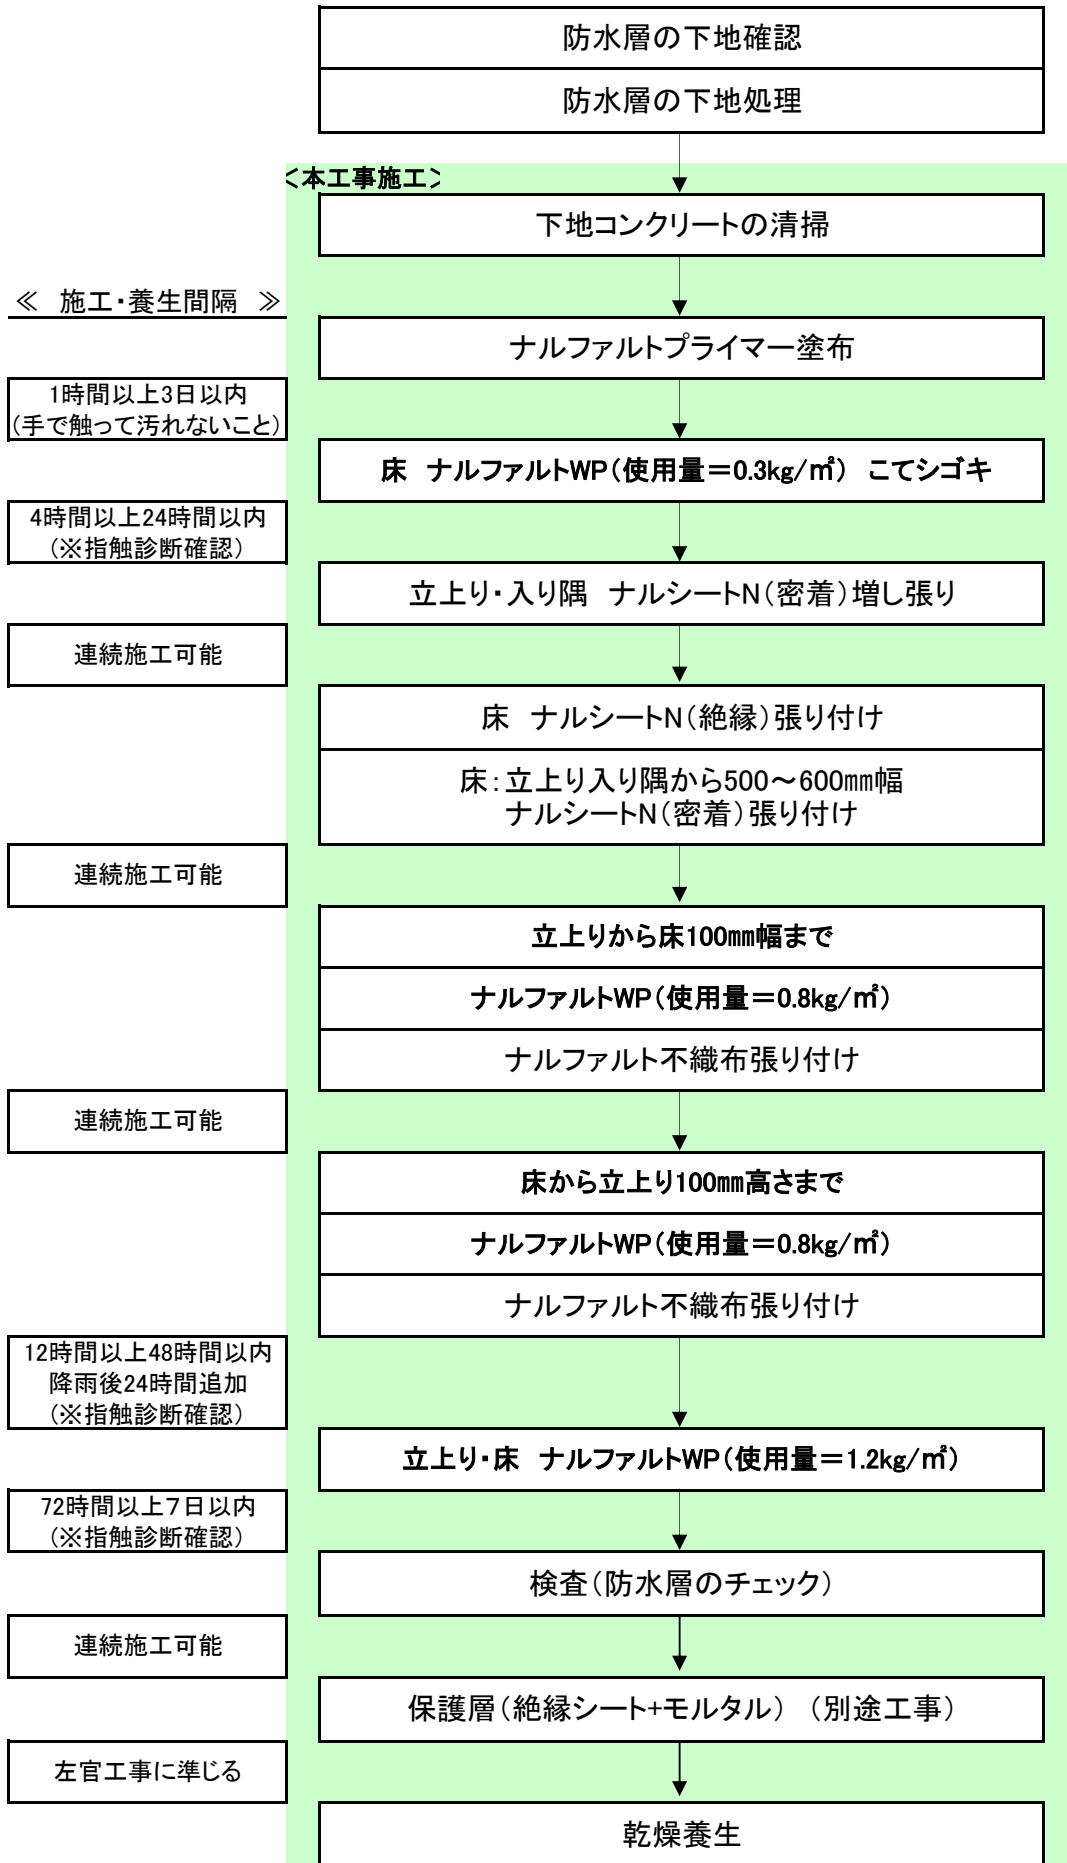 防水層の下地確認
防水層の下地処理
<本工事施工>
下地コンクリートの清掃
≪　施工・養生間隔　≫
ナルファルトプライマー塗布
1時間以上3日以内
(手で触って汚れないこと)
床　ナルファルトWP(使用量＝0.3kg/㎡)　こてシゴキ
4時間以上24時間以内
(※指触診断確認)
立上り・入り隅　ナルシートN(密着)増し張り
連続施工可能
床　ナルシートN(絶縁)張り付け
床：立上り入り隅から500～600㎜幅
ナルシートN(密着)張り付け
連続施工可能
立上りから床100㎜幅まで
ナルファルトWP(使用量＝0.8kg/㎡)
ナルファルト不織布張り付け
連続施工可能
床から立上り100㎜高さまで
ナルファルトWP(使用量＝0.8kg/㎡)
ナルファルト不織布張り付け
12時間以上48時間以内
降雨後24時間追加
(※指触診断確認)
立上り・床　ナルファルトWP(使用量＝1.2kg/㎡)
72時間以上７日以内
(※指触診断確認)
検査(防水層のチェック)
連続施工可能
保護層(絶縁シート+モルタル)　(別途工事)
左官工事に準じる
乾燥養生